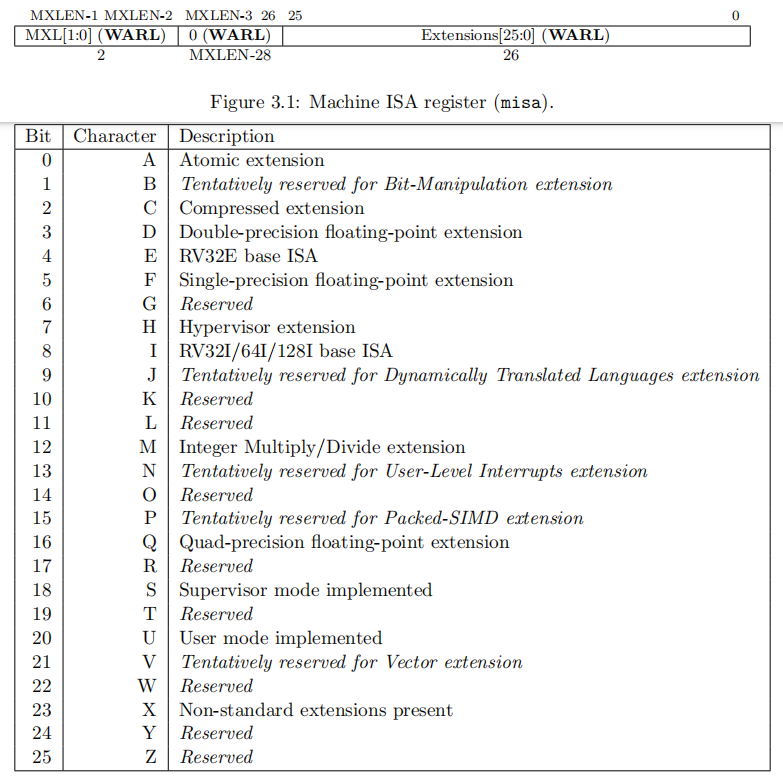 MXLEN-1 MXLEN-2 MXLEN-3 26 25 0
MXL[1:0] (WARL) 0 (WARL) Extensions[25:0] (WARL)
2 MXLEN-28 26
Figure 3.1: Machine ISA register (misa).
Bit Character Description
0 A Atomic extension
1 B Tentatively reserved for Bit-Manipulation extension
2 C Compressed extension
3 D Double-precision floating-point extension
4 E RV32E base ISA
5 F Single-precision floating-point extension
6 G Reserved
7 H Hypervisor extension
8 I RV32I/64I/128I base ISA
9 J Tentatively reserved for Dynamically Translated Languages extension
10 K Reserved
11 L Reserved
12 M Integer Multiply/Divide extension
13 N Tentatively reserved for User-Level Interrupts extension
14 O Reserved
15 P Tentatively reserved for Packed-SIMD extension
16 Q Quad-precision floating-point extension
17 R Reserved
18 S Supervisor mode implemented
19 T Reserved
20 U User mode implemented
21 V Tentatively reserved for Vector extension
22 W Reserved
23 X Non-standard extensions present
24 Y Reserved
25 Z Reserved